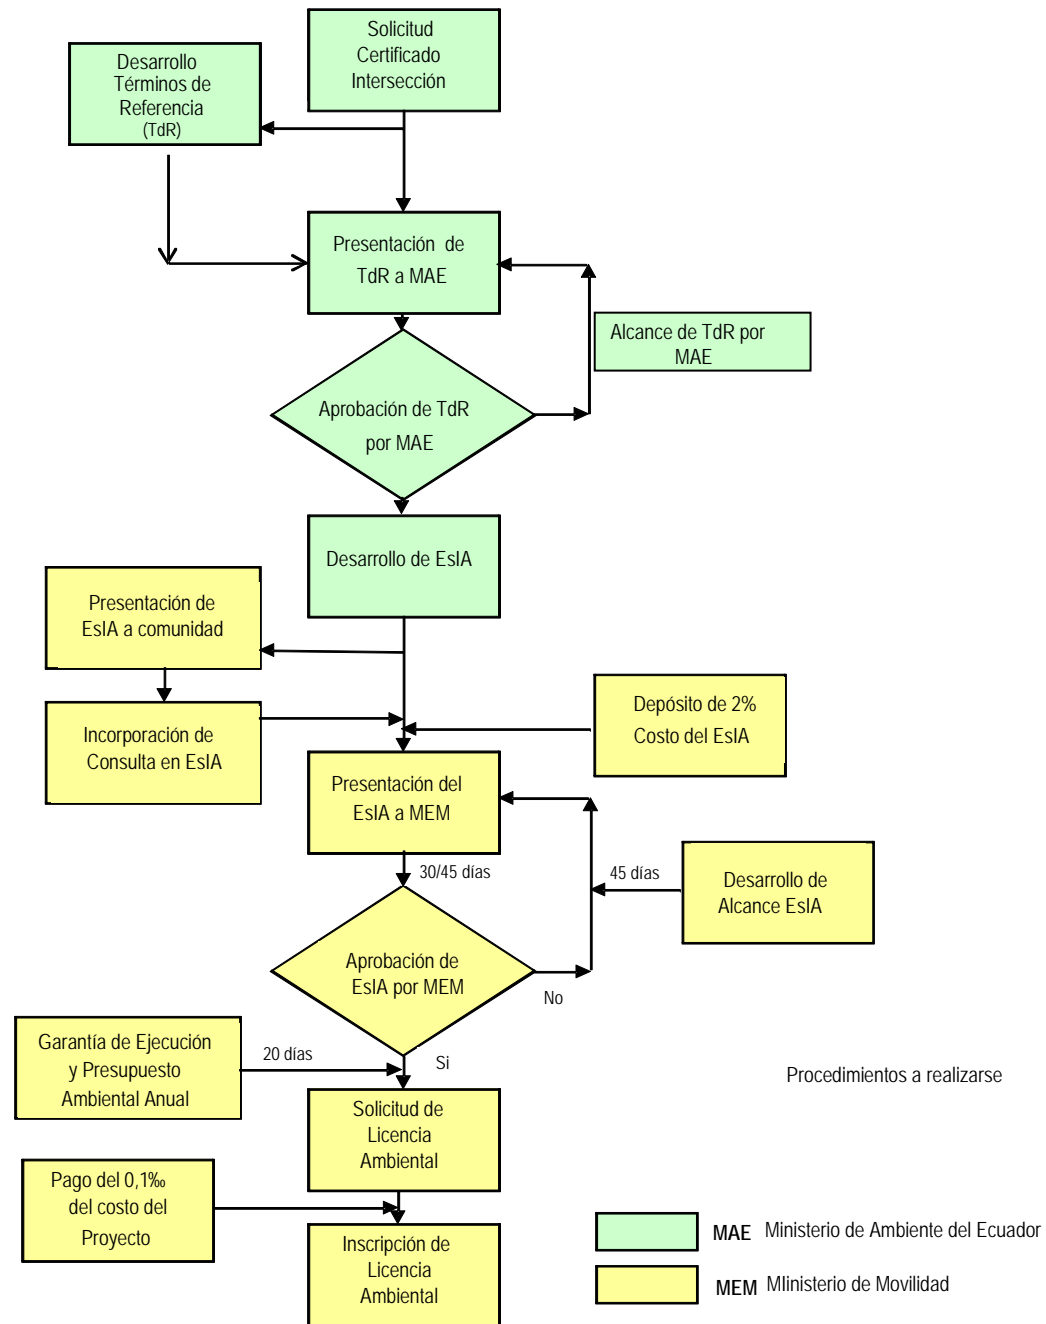 Solicitud
Certificado
Intersección
Desarrollo
Términos de
Referencia
(TdR)
Presentación de
TdR a MAE
Alcance de TdR por
MAE
Aprobación de TdR
por MAE
Desarrollo de EsIA
Presentación de
EsIA a comunidad
Incorporación de
Consulta en EsIA
Depósito de 2%
Costo del EsIA
Presentación del
EsIA a MEM
30/45 días
45 días
Desarrollo de
Alcance EsIA
Aprobación de
EsIA por MEM
No
Garantía de Ejecución
y Presupuesto
Ambiental Anual
20 días
Si
Procedimientos a realizarse
Solicitud de
Licencia
Ambiental
Pago del 0,1‰
del costo del
Proyecto
Inscripción de
Licencia
Ambiental
MAE Ministerio de Ambiente del Ecuador
MEM MIinisterio de Movilidad